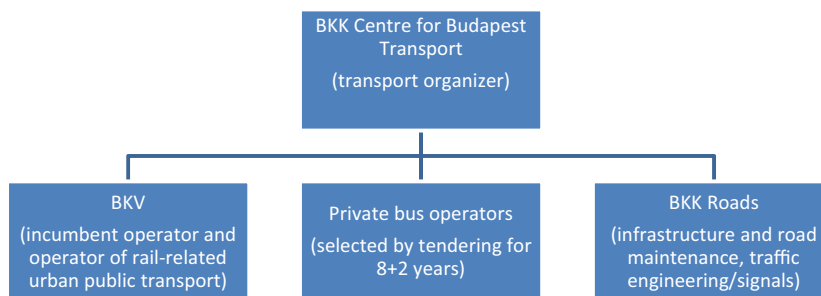 BKK Centre for Budapest
Transport
(transport organizer)
BKV
(incumbent operator and
operator of rail-related
urban public transport)
Private bus operators
(selected by tendering for
8+2 years)
BKK Roads
(infrastructure and road
maintenance, traffic
engineering/signals)